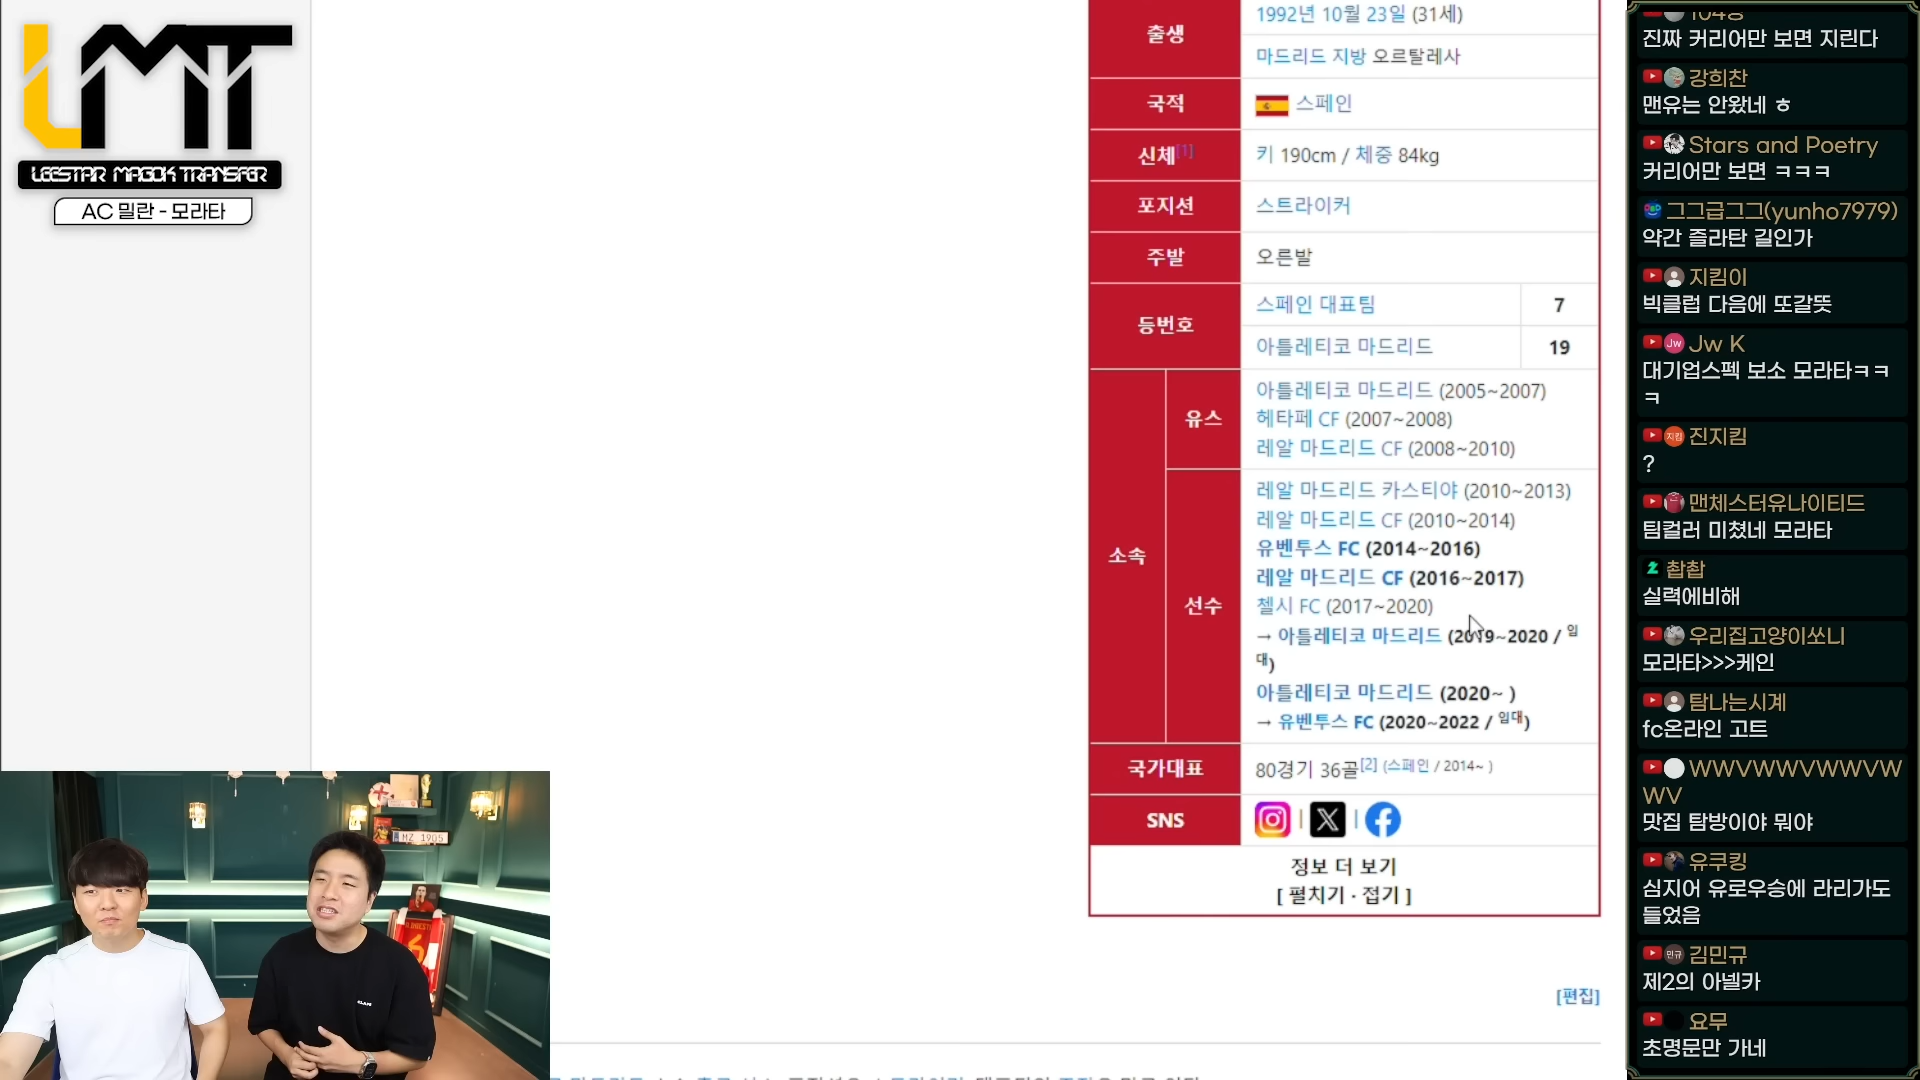 LMT
LEESTAR MAGOK TRANSFER
AC 밀란 - 모라타
출생
1992년 10월 23일 (31세)
마드리드 지방 오르탈레사
국적
스페인
신체[1]
키 190cm / 체중 84kg
포지션
스트라이커
주발
오른발
등번호
스페인 대표팀
7
아틀레티코 마드리드
19
소속
유스
아틀레티코 마드리드 (2005~2007)
헤타페 CF (2007~2008)
레알 마드리드 CF (2008~2010)
선수
레알 마드리드 카스티야 (2010~2013)
레알 마드리드 CF (2010~2014)
유벤투스 FC (2014~2016)
레알 마드리드 CF (2016~2017)
첼시 FC (2017~2020)
→ 아틀레티코 마드리드 (2019~2020 / 임
대)
아틀레티코 마드리드 (2020~ )
→ 유벤투스 FC (2020~2022 / 임대)
국가대표
80경기 36골[2] (스페인 / 2014~ )
SNS
정보 더 보기
[ 펼치기 · 접기 ]
[편집]
진짜 커리어만 보면 지린다
강희찬
맨유는 안왔네 ㅎ
Stars and Poetry
커리어만 보면 ㅋㅋㅋ
그그급그그(yunho7979)
약간 즐라탄 길인가
지킴이
빅클럽 다음에 또갈뜻
Jw K
대기업스펙 보소 모라타ㅋㅋ
ㅋ
진지킴
?
맨체스터유나이티드
팀컬러 미쳤네 모라타
촵촵
실력에비해
우리집고양이쏘니
모라타>>>케인
탐나는시계
fc온라인 고트
WWVWWVWWVW
WV
맛집 탐방이야 뭐야
유쿠킹
심지어 유로우승에 라리가도
들었음
김민규
제2의 아넬카
요무
초명문만 가네
MZ 1905